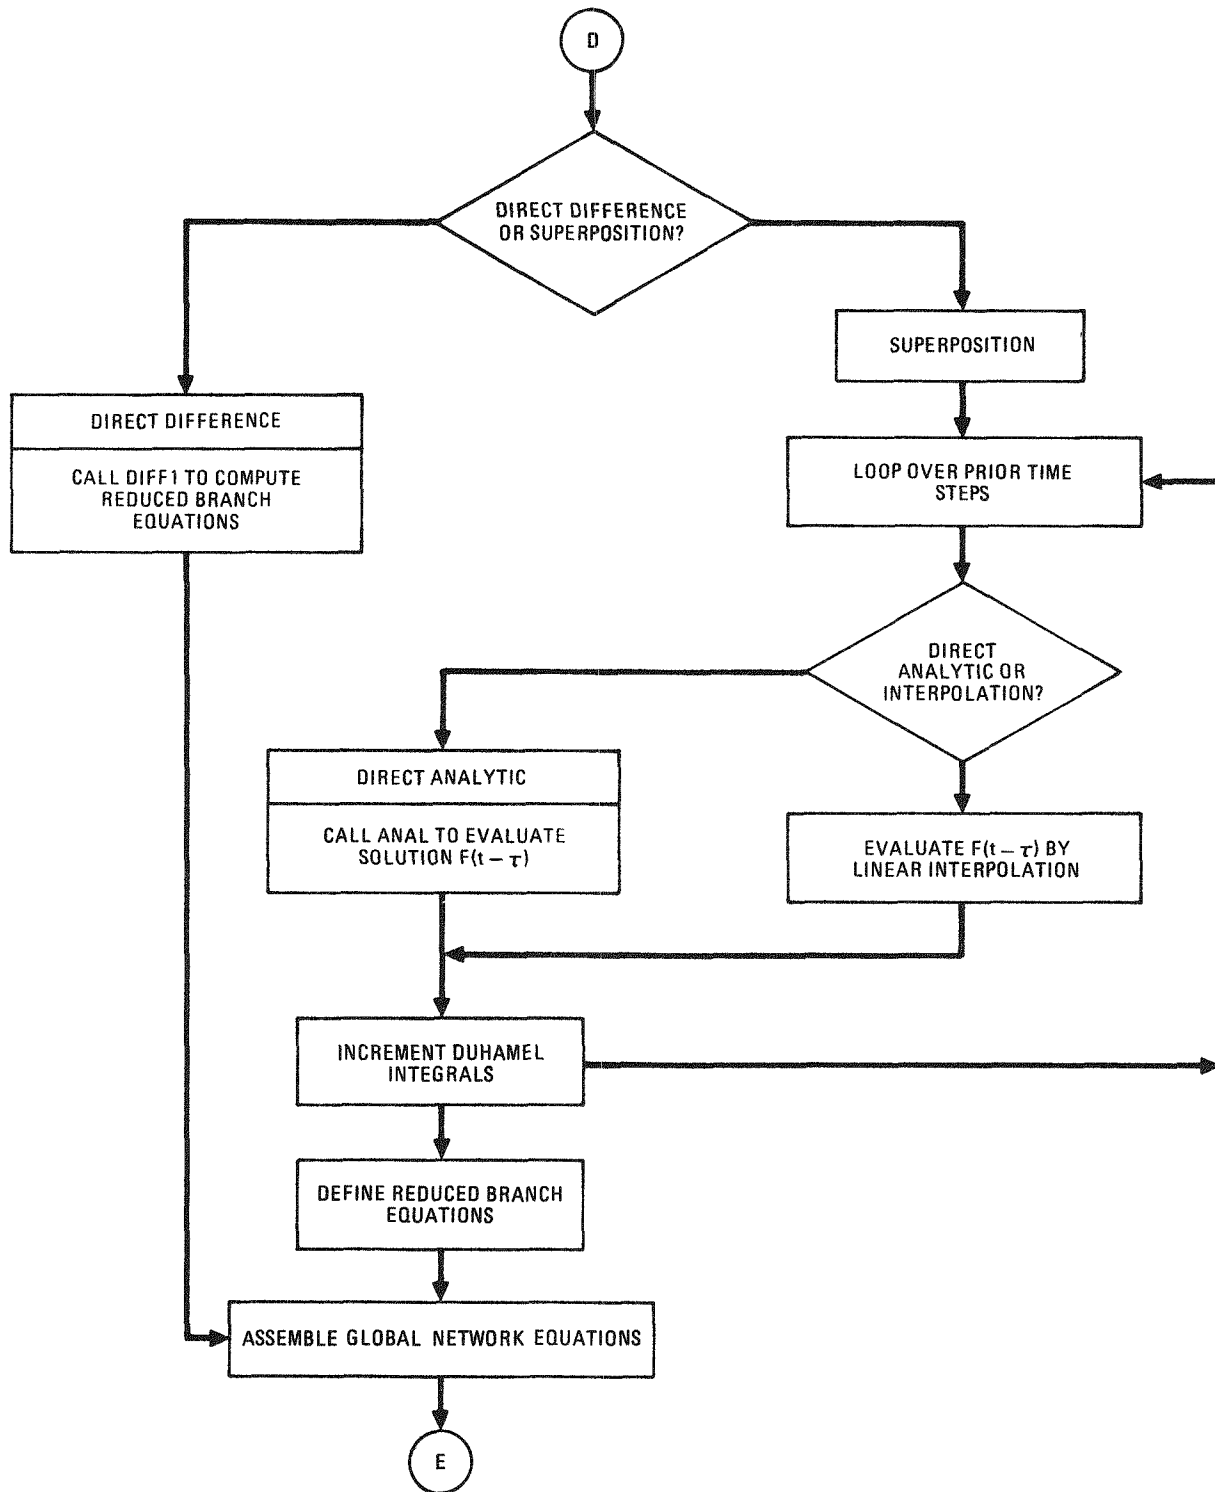 D
DIRECT DIFFERENCE
OR SUPERPOSITION?
SUPERPOSITION
DIRECT DIFFERENCE
CALL DIFF1 TO COMPUTE
REDUCED BRANCH
EQUATIONS
LOOP OVER PRIOR TIME
STEPS
DIRECT
ANALYTIC OR
INTERPOLATION?
DIRECT ANALYTIC
CALL ANAL TO EVALUATE
SOLUTION F(t − τ)
EVALUATE F(t − τ) BY
LINEAR INTERPOLATION
INCREMENT DUHAMEL
INTEGRALS
DEFINE REDUCED BRANCH
EQUATIONS
ASSEMBLE GLOBAL NETWORK EQUATIONS
E